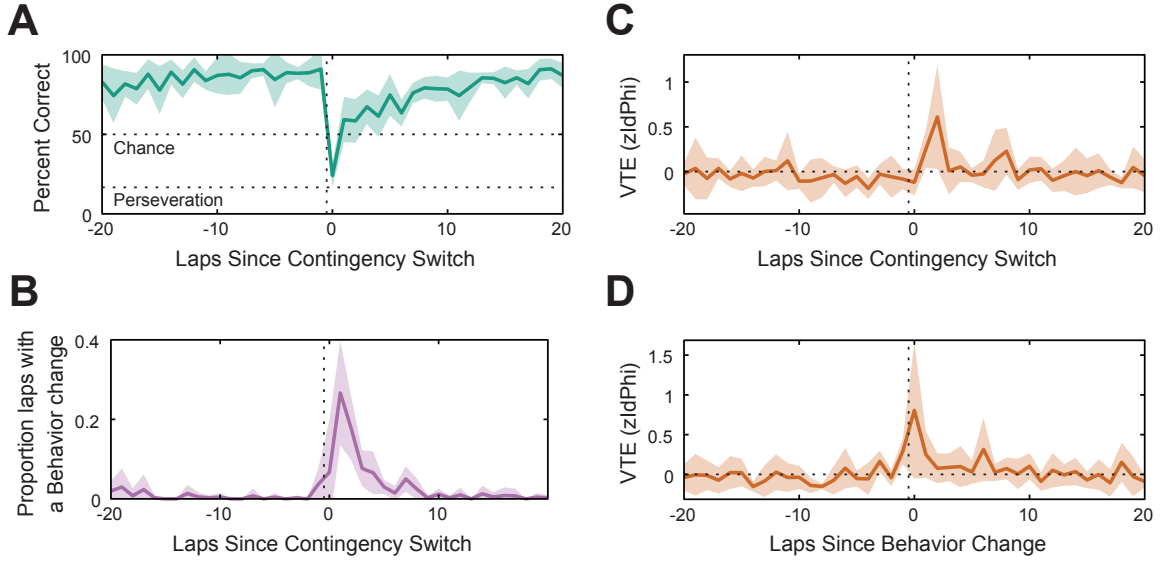 A
Percent Correct
100
50
0
Chance
Perseveration
-20
-10
0
10
20
Laps Since Contingency Switch
B
Proportion laps with
a Behavior change
0.4
0.2
0
-20
-10
0
10
Laps Since Contingency Switch
C
VTE (zIdPhi)
1
0.5
0
-20
-10
0
10
20
Laps Since Contingency Switch
D
VTE (zIdPhi)
1.5
1
0.5
0
-20
-10
0
10
20
Laps Since Behavior Change